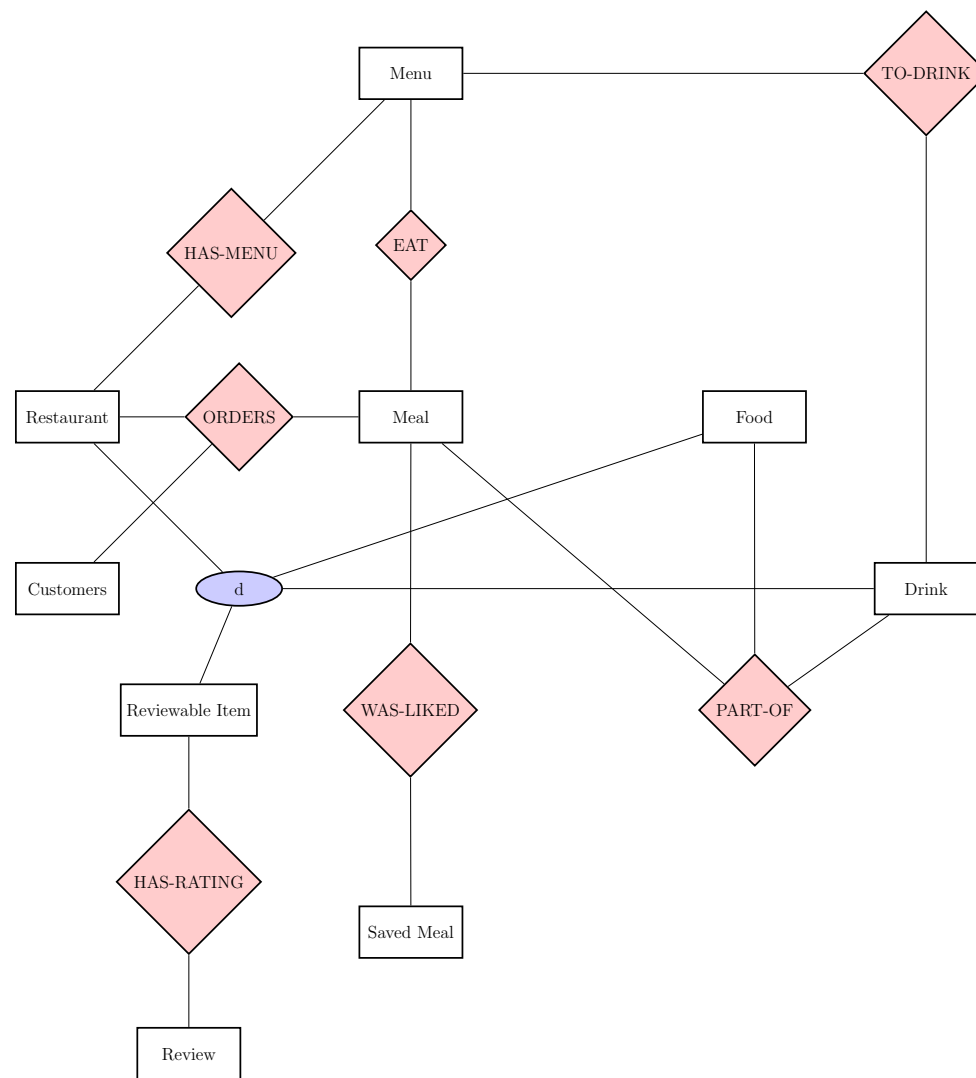 Menu
TO-DRINK
HAS-MENU
EAT
Restaurant
ORDERS
Meal
Food
Customers
d
Drink
Reviewable Item
WAS-LIKED
PART-OF
HAS-RATING
Saved Meal
Review